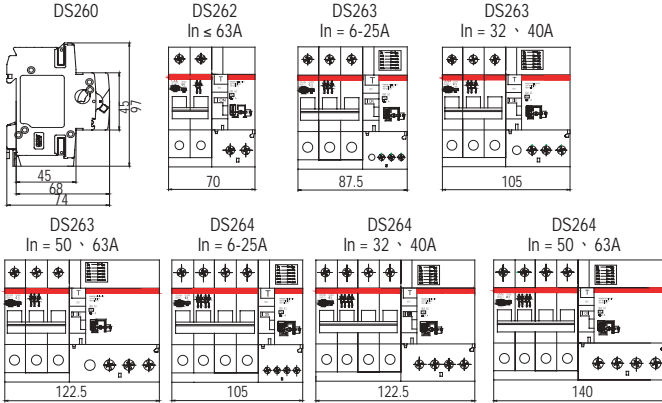 DS260
DS262
In ≤ 63A
DS263
In = 6-25A
DS263
In = 32 、 40A
45
97
45
68
74
70
87.5
105
DS263
In = 50 、 63A
DS264
In = 6-25A
DS264
In = 32 、 40A
DS264
In = 50 、 63A
T
T
T
T
T
T
122.5
105
122.5
140